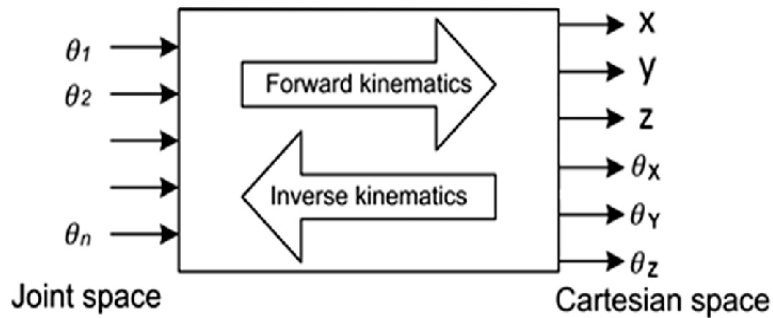 θ1
θ2
θn
Joint space
Forward kinematics
Inverse kinematics
x
y
z
θX
θY
θZ
Cartesian space